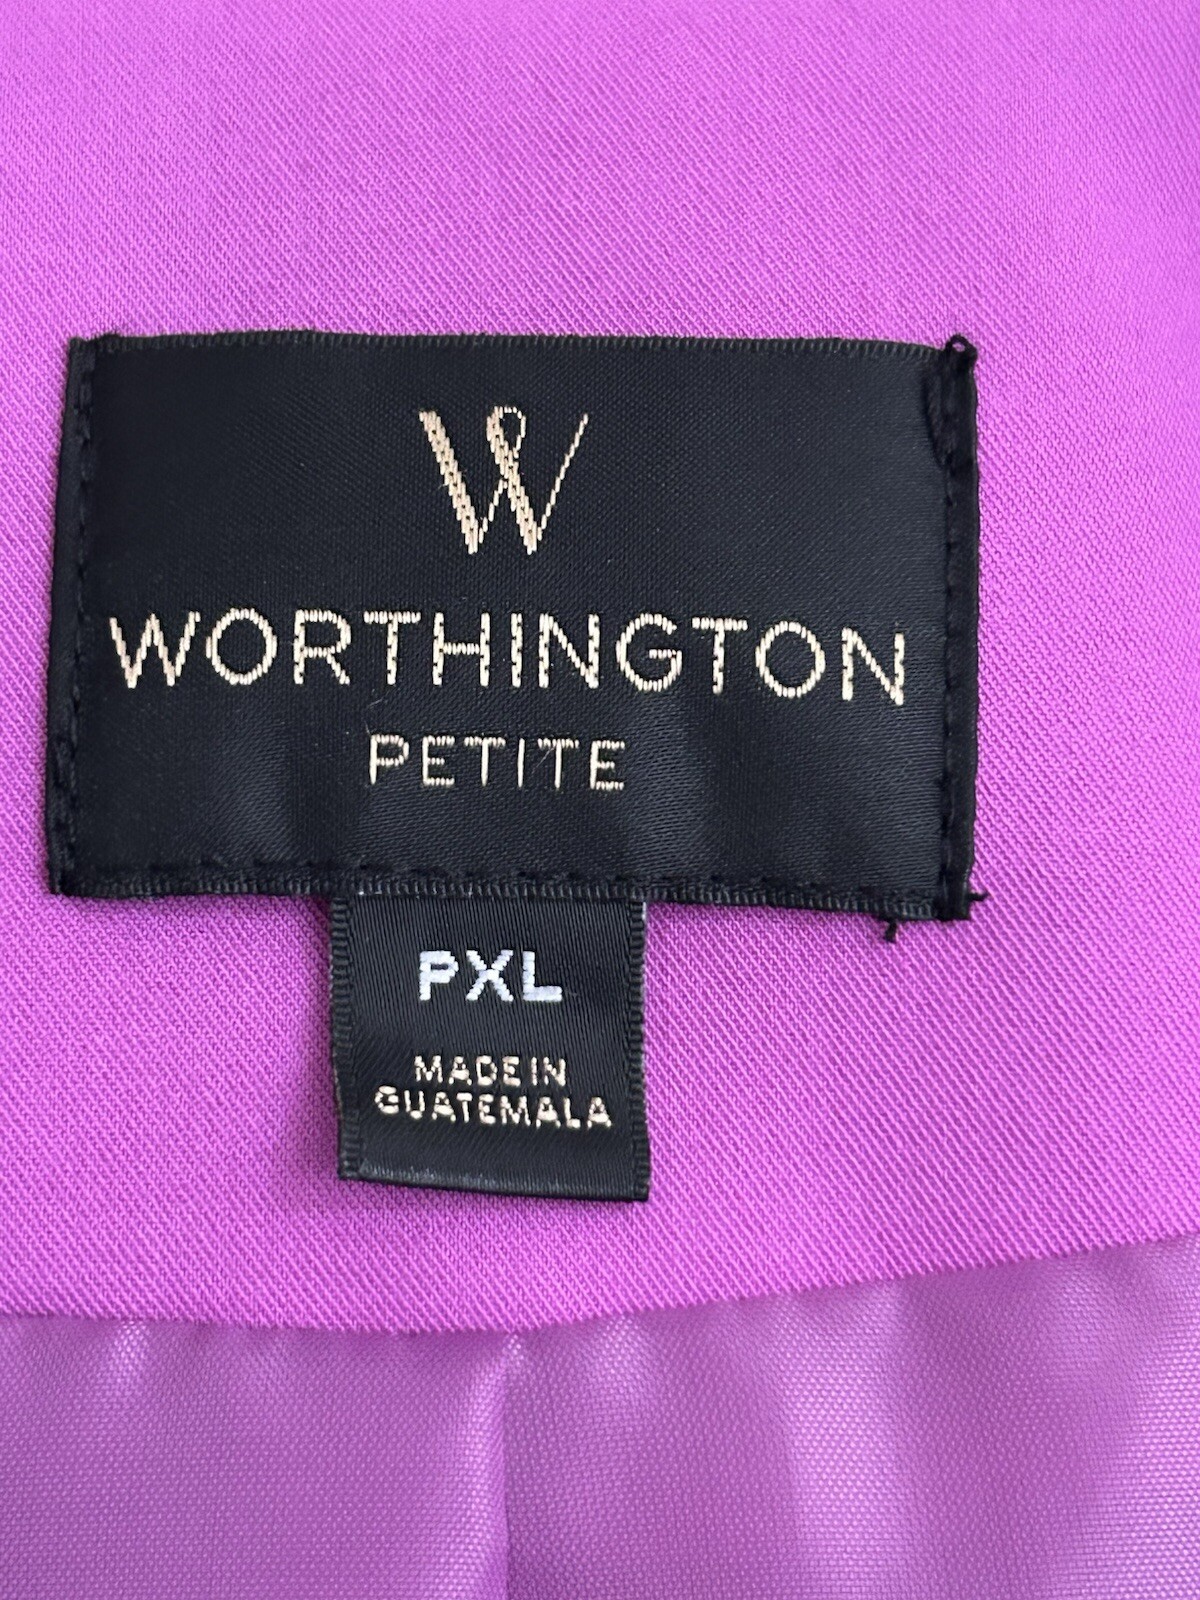 W
WORTHINGTON
PETITE
PXL
MADE IN
GUATEMALA